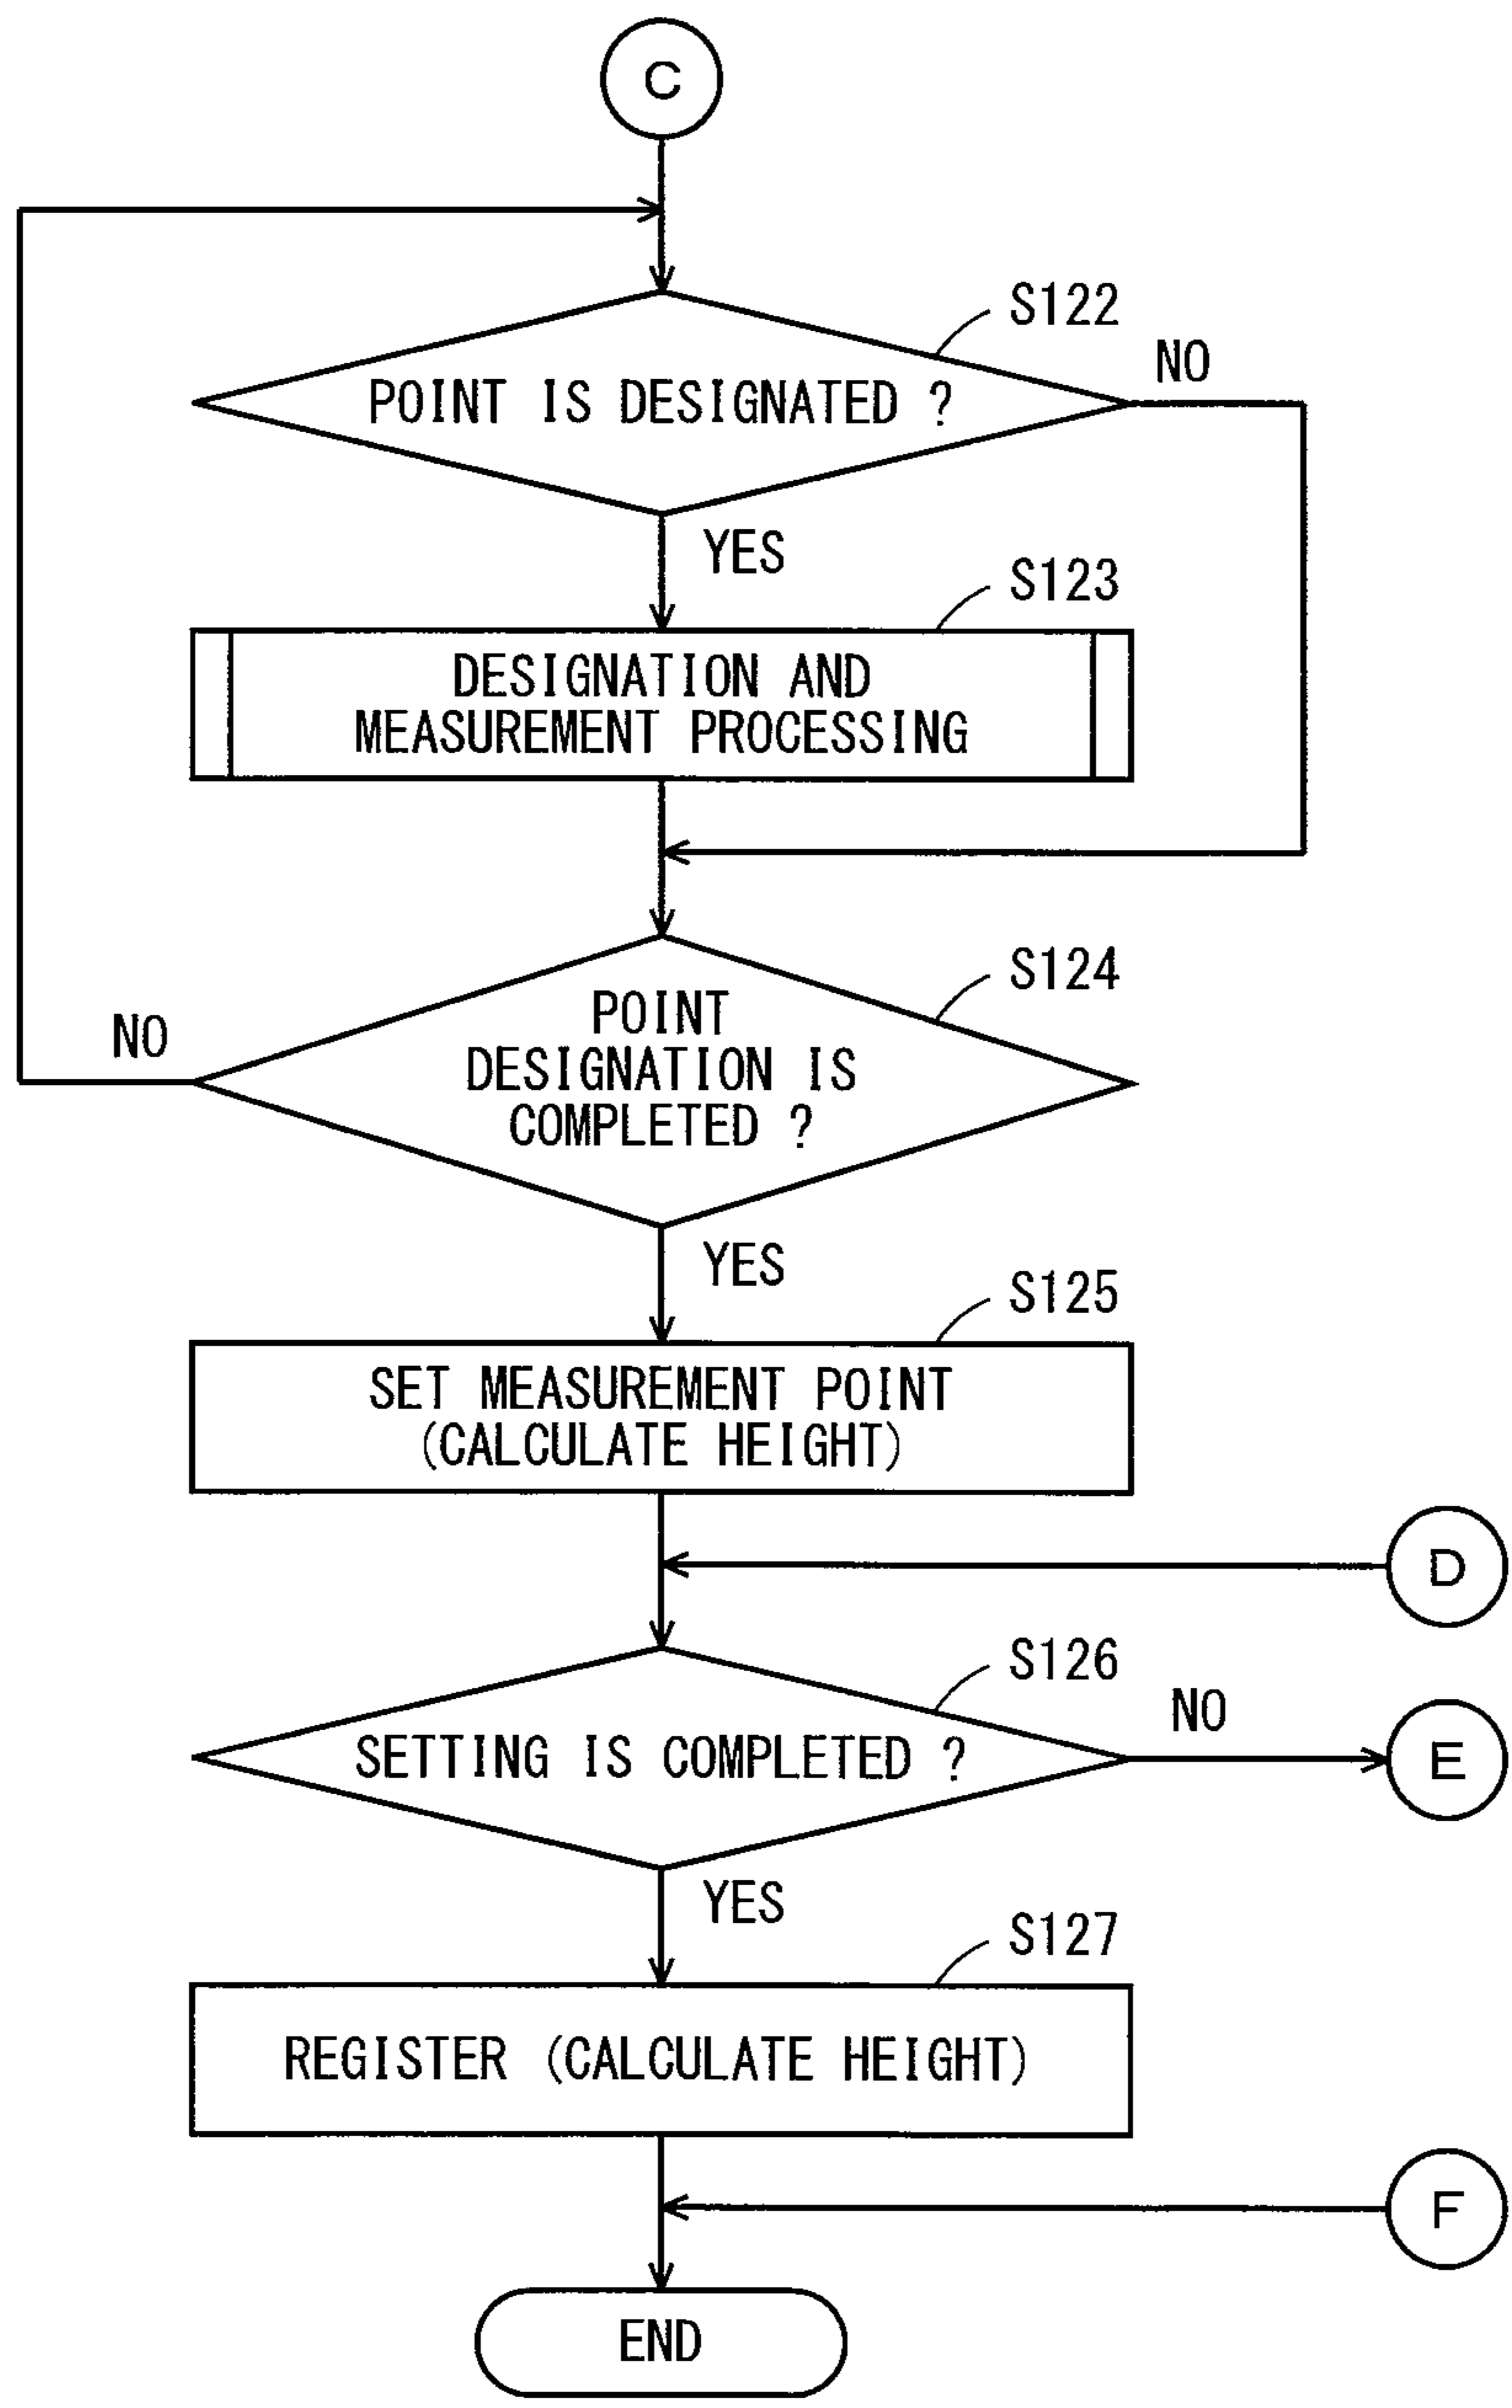 C
S122
NO
POINT IS DESIGNATED ?
YES
S123
DESIGNATION AND
MEASUREMENT PROCESSING
S124
NO
POINT
DESIGNATION IS
COMPLETED ?
YES
S125
SET MEASUREMENT POINT
(CALCULATE HEIGHT)
D
S126
NO
SETTING IS COMPLETED ?
E
YES
S127
REGISTER (CALCULATE HEIGHT)
F
END